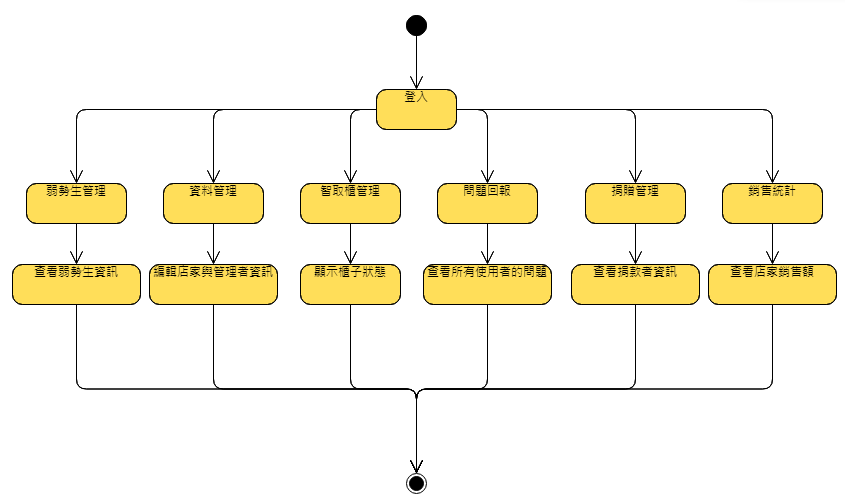 登入
弱勢生管理
資料管理
智取櫃管理
問題回報
捐贈管理
銷售統計
查看弱勢生資訊
編輯店家與管理者資訊
顯示櫃子狀態
查看所有使用者的問題
查看捐款者資訊
查看店家銷售額